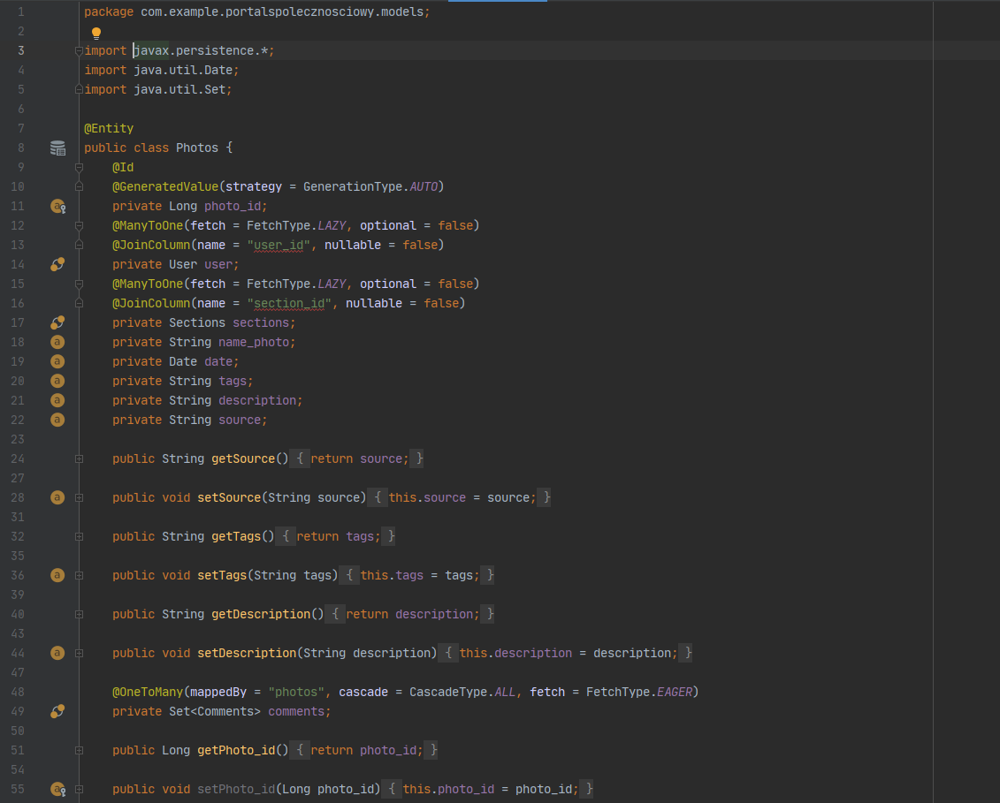 1 package com.example.portalspolecznosciowy.models;
2
3 import javax.persistence.*;
4 import java.util.Date;
5 import java.util.Set;
6
7 @Entity
8 public class Photos {
9 @Id
10 @GeneratedValue(strategy = GenerationType.AUTO)
11 private Long photo_id;
12 @ManyToOne(fetch = FetchType.LAZY, optional = false)
13 @JoinColumn(name = "user_id", nullable = false)
14 private User user;
15 @ManyToOne(fetch = FetchType.LAZY, optional = false)
16 @JoinColumn(name = "section_id", nullable = false)
17 private Sections sections;
18 private String name_photo;
19 private Date date;
20 private String tags;
21 private String description;
22 private String source;
23
24 public String getSource() { return source; }
27
28 public void setSource(String source) { this.source = source; }
31
32 public String getTags() { return tags; }
35
36 public void setTags(String tags) { this.tags = tags; }
39
40 public String getDescription() { return description; }
43
44 public void setDescription(String description) { this.description = description; }
47
48 @OneToMany(mappedBy = "photos", cascade = CascadeType.ALL, fetch = FetchType.EAGER)
49 private Set<Comments> comments;
50
51 public Long getPhoto_id() { return photo_id; }
54
55 public void setPhoto_id(Long photo_id) { this.photo_id = photo_id; }